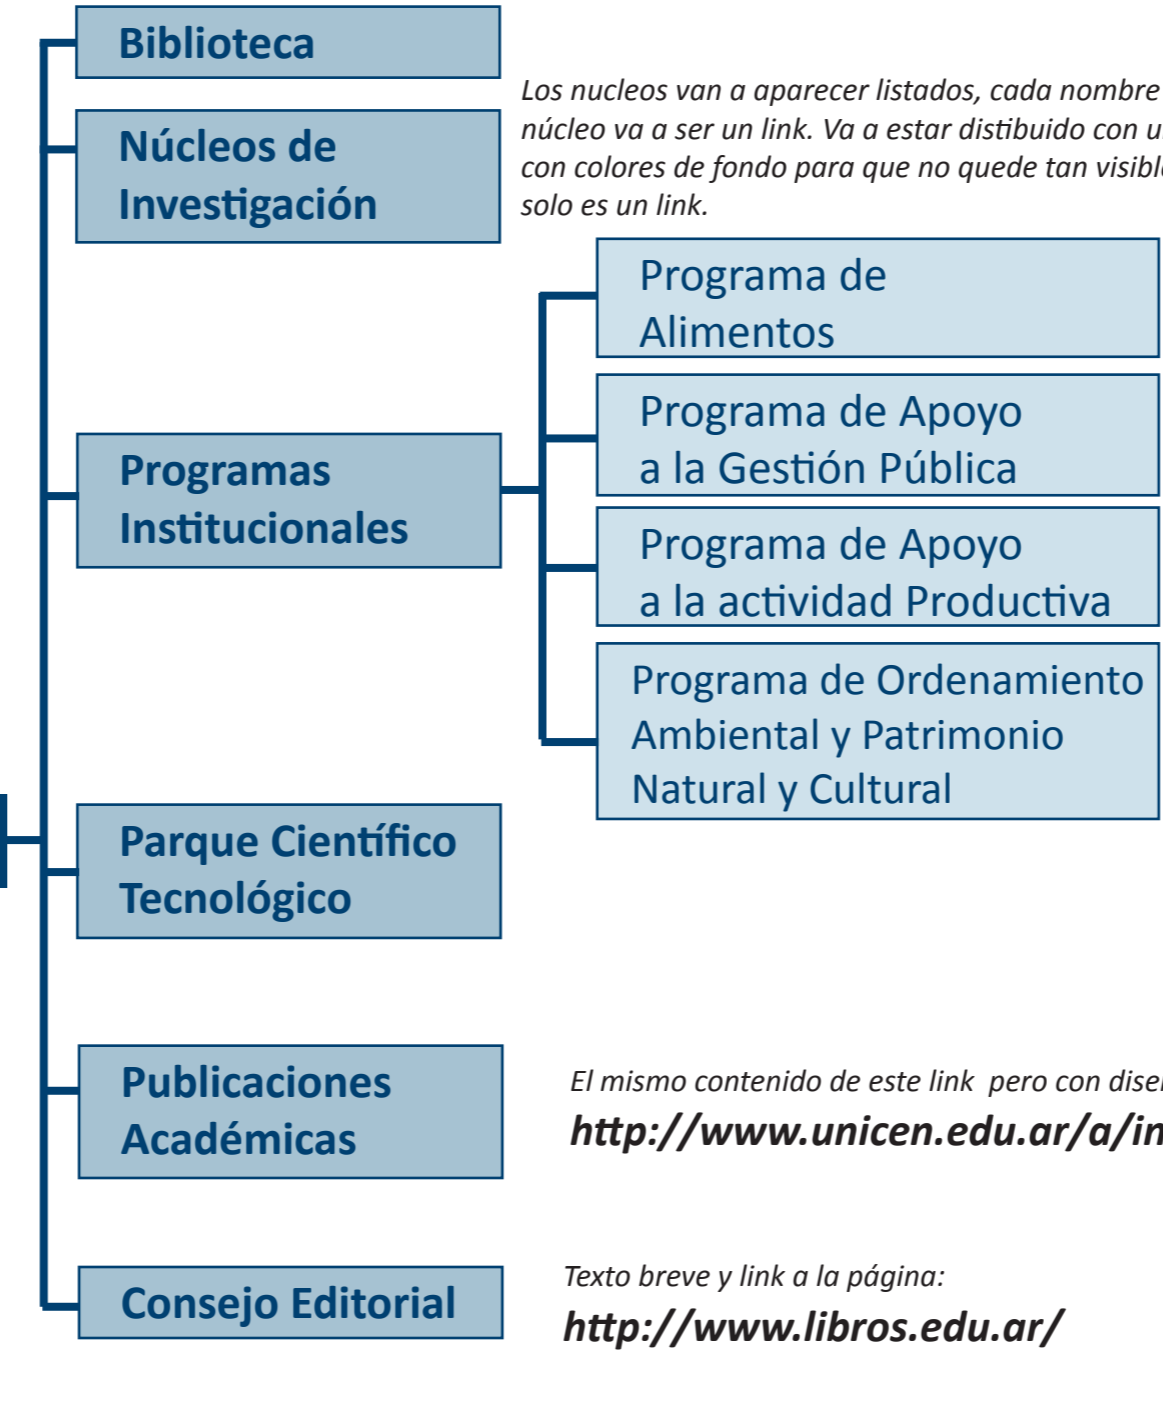 Biblioteca
Los nucleos van a aparecer listados, cada nombre
núcleo va a ser un link. Va a estar distibuido con
con colores de fondo para que no quede tan
solo es un link.
Núcleos de
Investigación
Programas
Institucionales
Programa de
Alimentos
Programa de Apoyo
a la Gestión Pública
Programa de Apoyo
a la actividad Productiva
Programa de Ordenamiento
Ambiental y Patrimonio
Natural y Cultural
Parque Científico
Tecnológico
Publicaciones
Académicas
El mismo contenido de este link pero con
http://www.unicen.edu.ar/a/in
Consejo Editorial
Texto breve y link a la página:
http://www.libros.edu.ar/